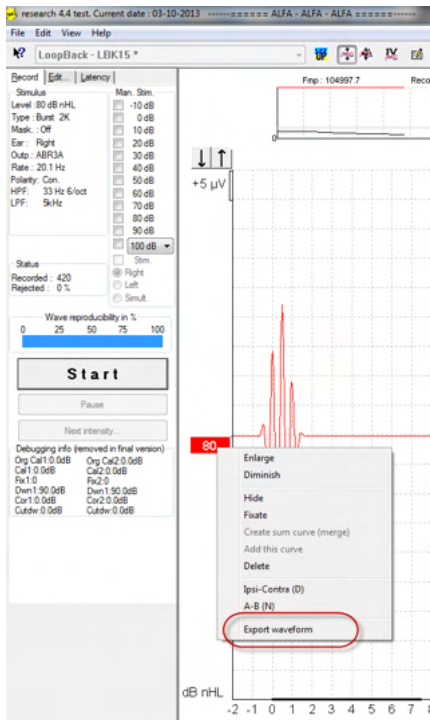 research 4.4 test. Current date : 03-10-2013 ------====== ALFA - ALFA - ALFA ======-----
File Edit View Help
LoopBack - LBK15 *
Record Edit... Latency
Stimulus
Level :80 dB nHL
Type : Burst 2K
Mask. : Off
Ear : Right
Outp.: ABR3A
Rate : 20.1 Hz
Polarity: Con.
HPF: 33 Hz 6/oct
LPF: 5kHz
Man. Stim.
-10 dB
0 dB
10 dB
20 dB
30 dB
40 dB
50 dB
60 dB
70 dB
80 dB
90 dB
100 dB
Stim.
Right
Left
Simult.
Status
Recorded : 420
Rejected : 0 %
Wave reproducibility in %
0 25 50 75 100
Start
Pause
Next intensity...
Debugging info (removed in final version)
Org Cal1:0.0dB Org Cal2:0.0dB
Cal1:0.0dB Cal2:0.0dB
Fix1:0 Fix2:0
Dwn1:90.0dB Dwn1:90.0dB
Cor1:0.0dB Cor2:0.0dB
Cutdw:0.0dB Cutdw:0.0dB
Fmp : 104997.7 Reco
+5 µV
80
Enlarge
Diminish
Hide
Fixate
Create sum curve (merge)
Add this curve
Delete
Ipsi-Contra (D)
A-B (N)
Export waveform
dB nHL
-2 -1 0 1 2 3 4 5 6 7 8